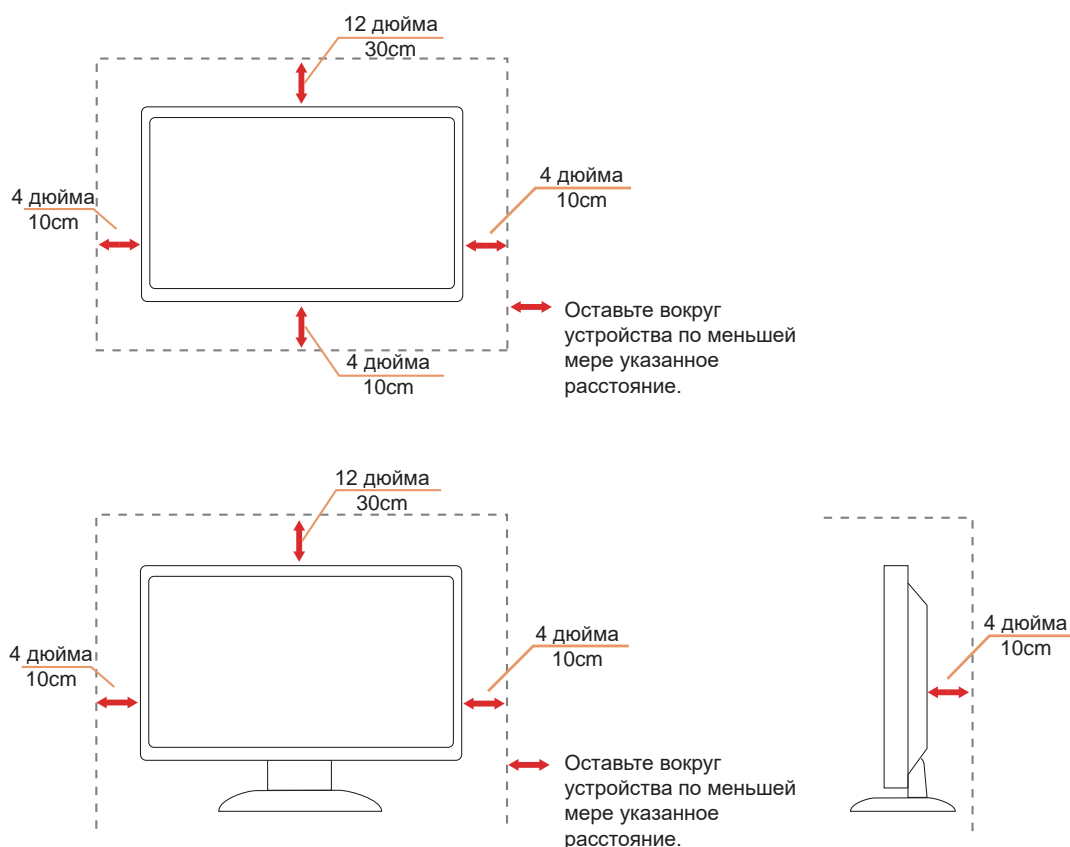 12 дюйма
30cm
4 дюйма
10cm
4 дюйма
10cm
Оставьте вокруг
устройства по меньшей
мере указанное
расстояние.
4 дюйма
10cm
12 дюйма
30cm
4 дюйма
10cm
4 дюйма
10cm
4 дюйма
10cm
Оставьте вокруг
устройства по меньшей
мере указанное
расстояние.